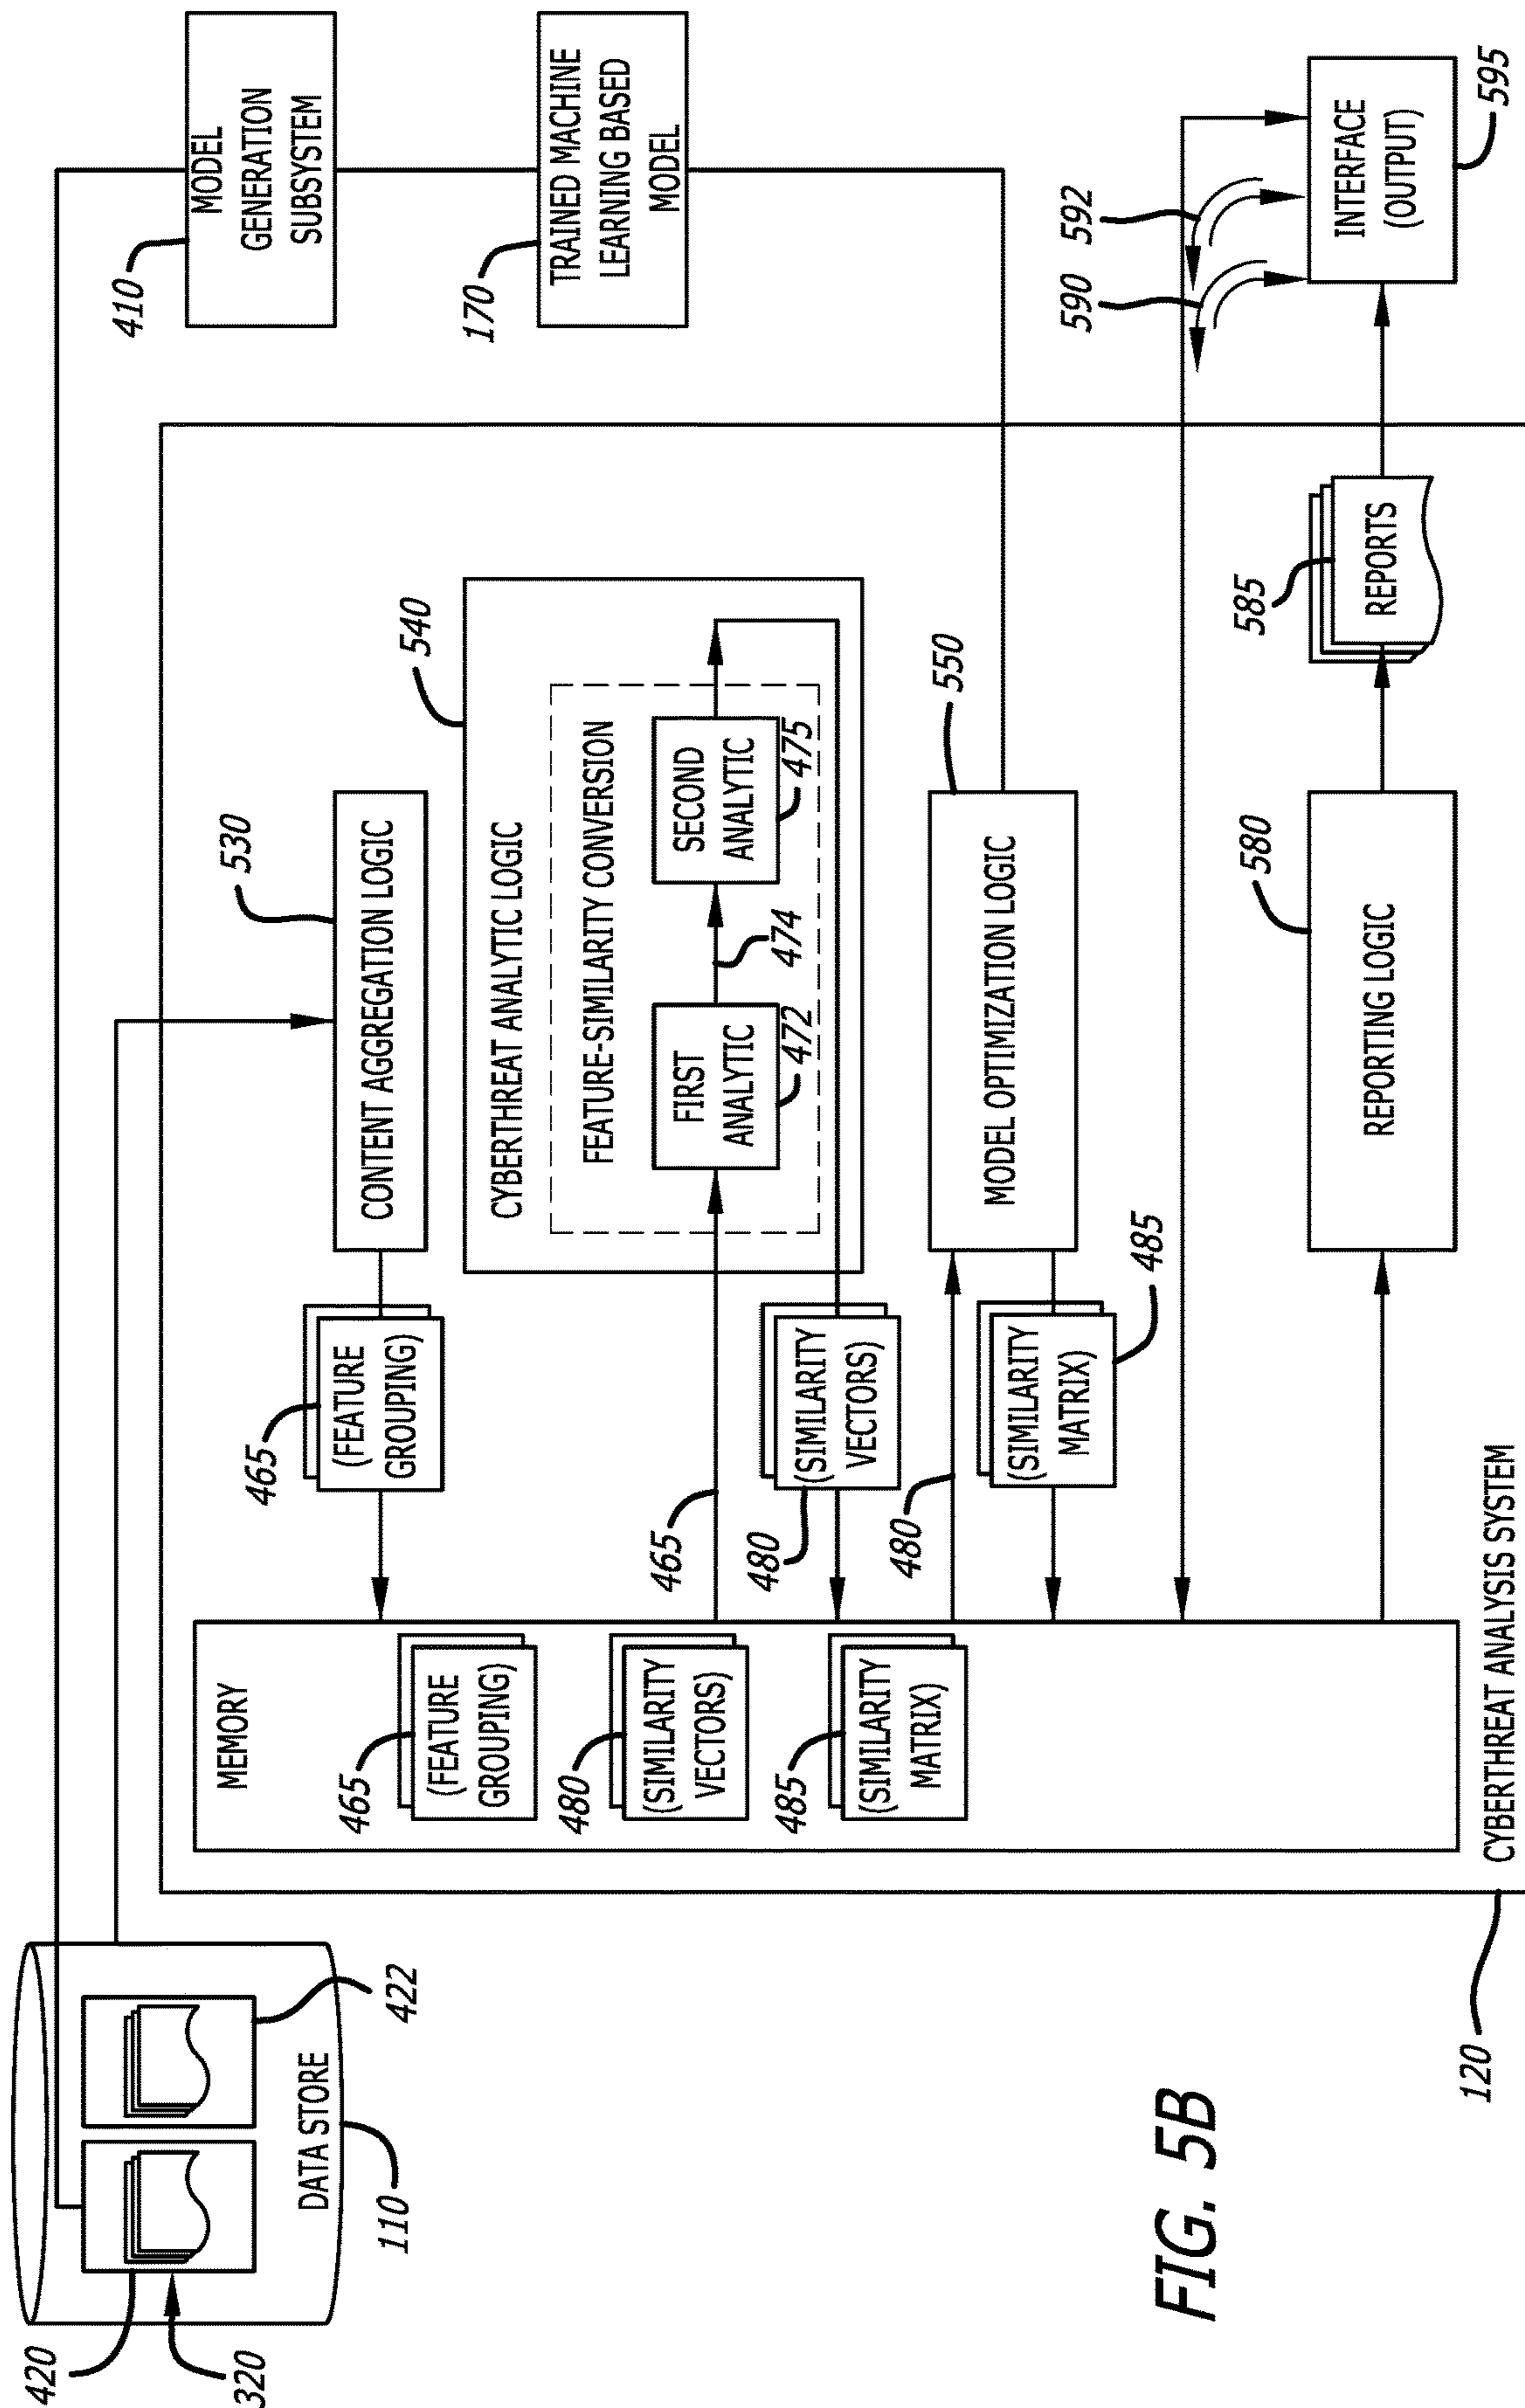 420
320
DATA STORE
110
422
MODEL
GENERATION
SUBSYSTEM
410
TRAINED MACHINE
LEARNING BASED
MODEL
170
CONTENT AGGREGATION LOGIC
530
465
(FEATURE
GROUPING)
MEMORY
465
(FEATURE
GROUPING)
480
(SIMILARITY
VECTORS)
485
(SIMILARITY
MATRIX)
CYBERTHREAT ANALYTIC LOGIC
540
FEATURE-SIMILARITY CONVERSION
FIRST
ANALYTIC
472
474
SECOND
ANALYTIC
475
465
480
(SIMILARITY
VECTORS)
480
MODEL OPTIMIZATION LOGIC
550
(SIMILARITY
MATRIX)
485
590
592
REPORTING LOGIC
580
REPORTS
585
INTERFACE
(OUTPUT)
595
CYBERTHREAT ANALYSIS SYSTEM
120
FIG. 5B